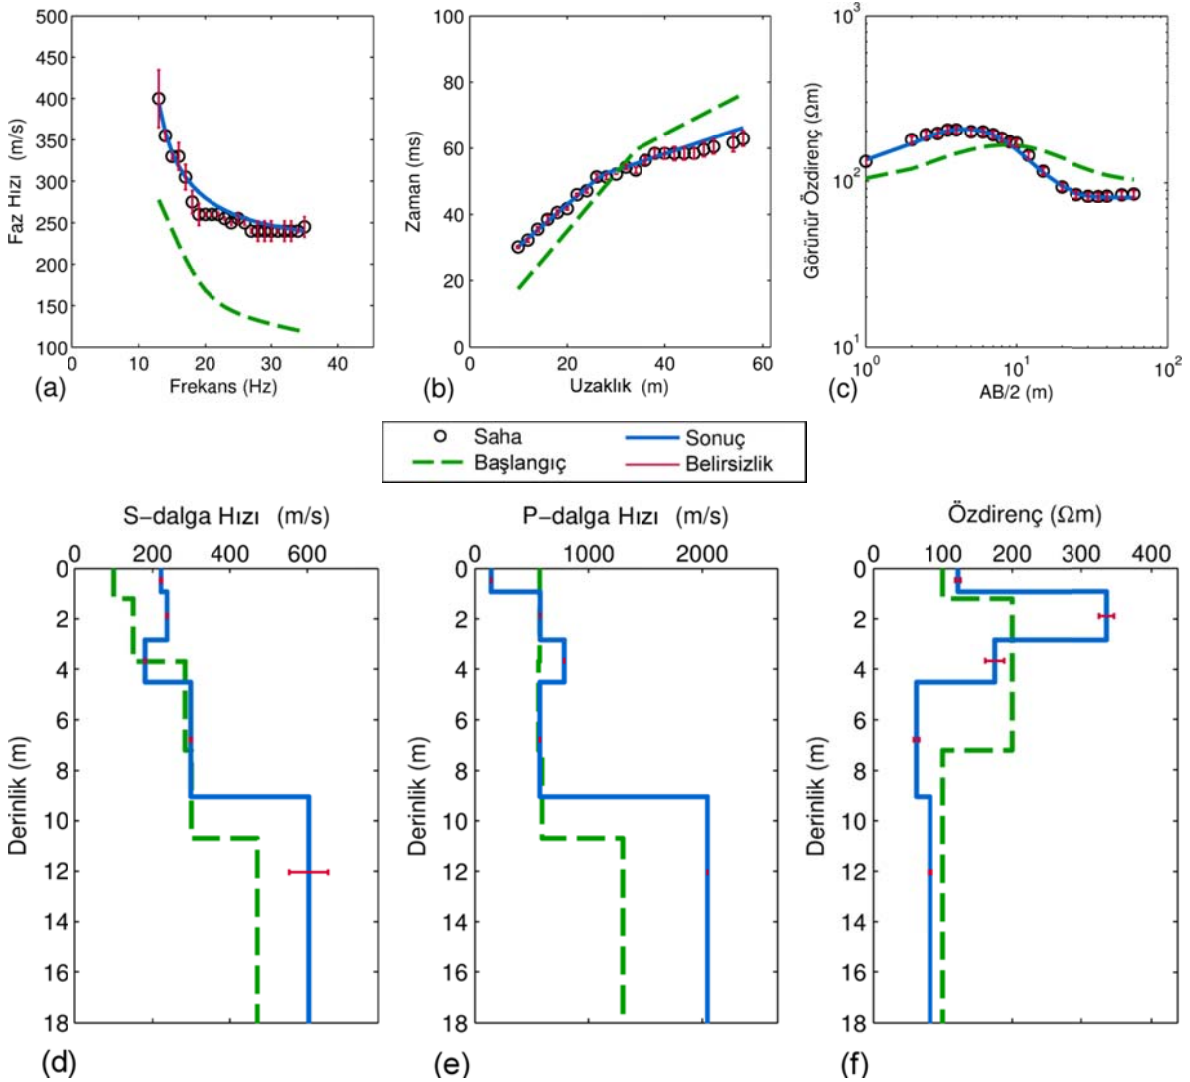 500
450
400
350
300
250
200
150
100
0
10
20
30
40
Faz Hızı (m/s)
Frekans (Hz)
(a)
100
80
60
40
20
0
0
20
40
60
Zaman (ms)
Uzaklık (m)
(b)
10³
10²
10¹
10⁰
10¹
10²
Görünür Özdirenç (Ωm)
AB/2 (m)
(c)
Saha
Sonuç
Başlangıç
Belirsizlik
S−dalga Hızı (m/s)
0 200 400 600
0
2
4
6
8
10
12
14
16
18
Derinlik (m)
(d)
P−dalga Hızı (m/s)
0 1000 2000
0
2
4
6
8
10
12
14
16
18
Derinlik (m)
(e)
Özdirenç (Ωm)
0 100 200 300 400
0
2
4
6
8
10
12
14
16
18
Derinlik (m)
(f)